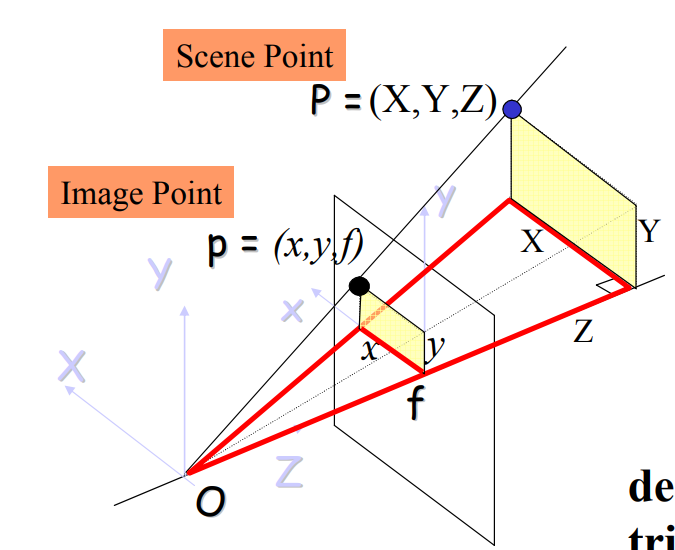 Scene Point
P = (X,Y,Z)
Image Point
p = (x,y,f)
y
Y
X
Y
x
X
x
y
Z
f
Z
O
de
tri